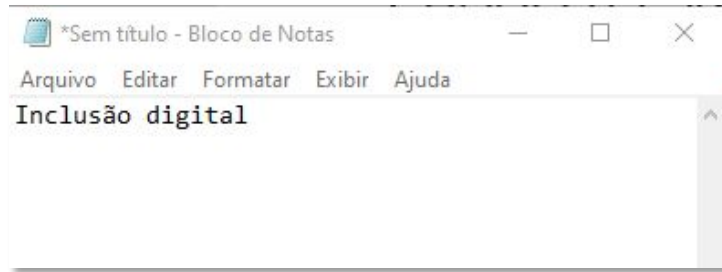 *Sem título - Bloco de Notas
Arquivo Editar Formatar Exibir Ajuda
Inclusão digital